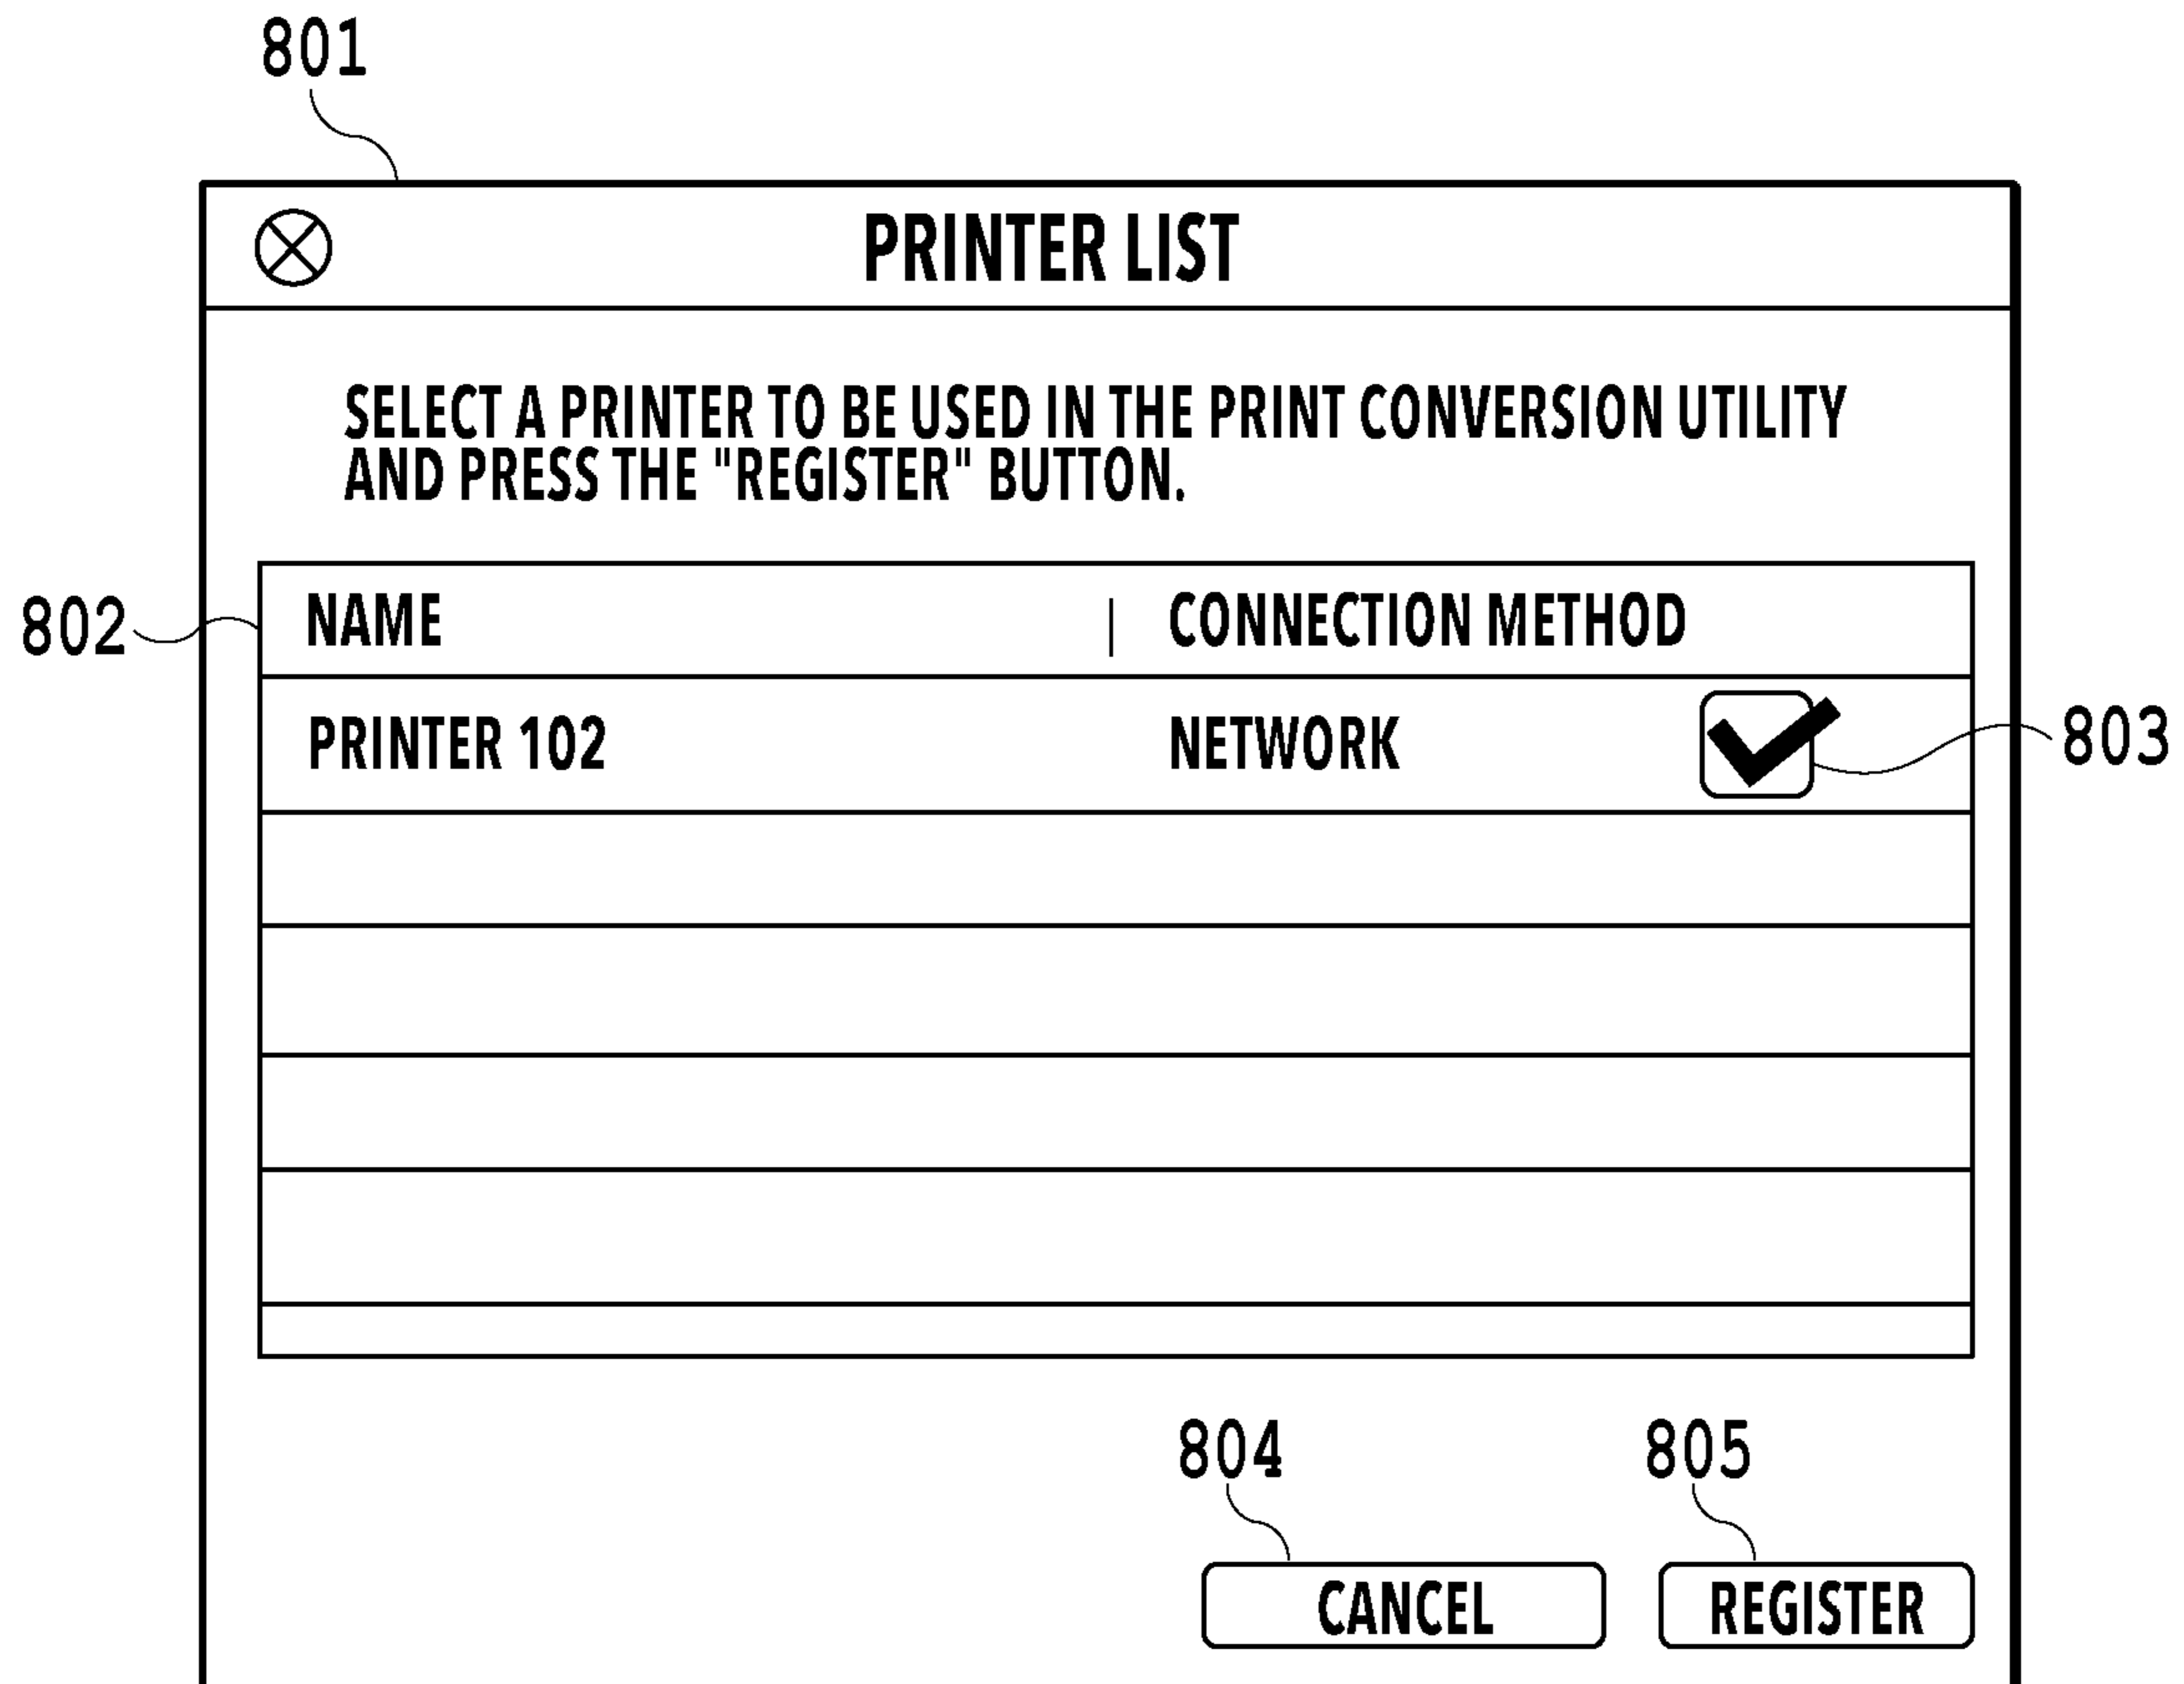 801
PRINTER LIST
SELECT A PRINTER TO BE USED IN THE PRINT CONVERSION UTILITY
AND PRESS THE "REGISTER" BUTTON.
802
NAME | CONNECTION METHOD
PRINTER 102 NETWORK
803
804 805
CANCEL REGISTER